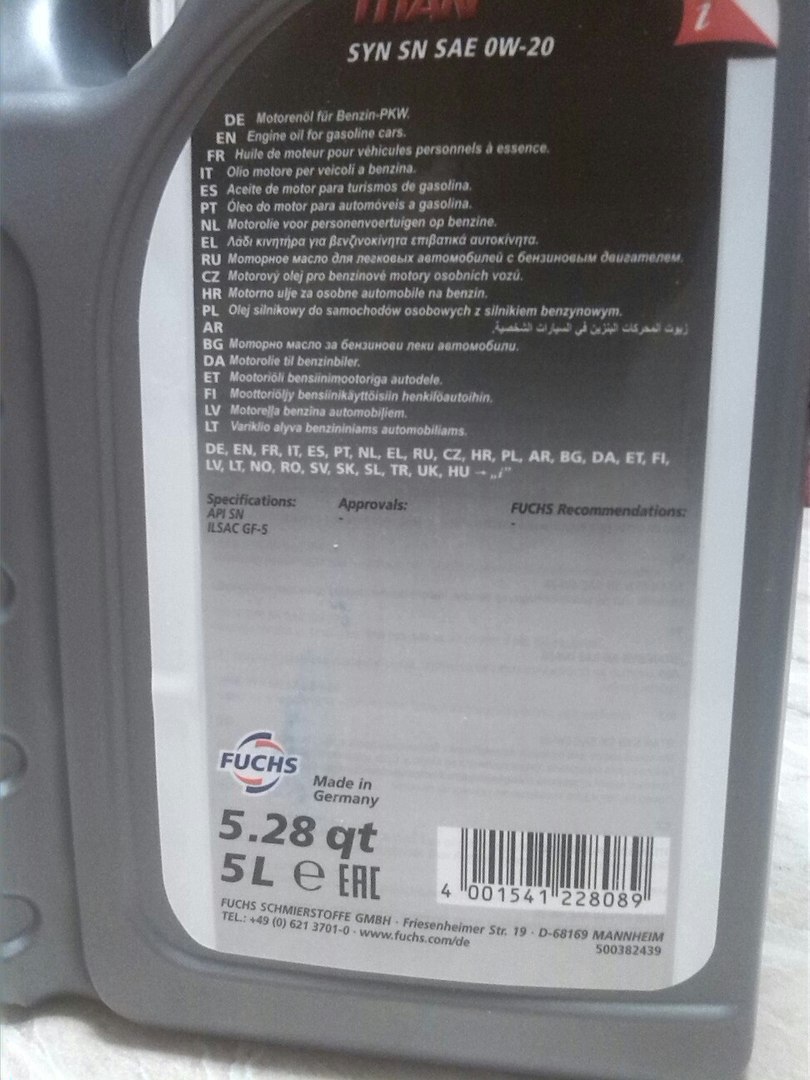 TITAN
i
SYN SN SAE 0W-20
DE Motorenöl für Benzin-PKW.
EN Engine oil for gasoline cars.
FR Huile de moteur pour véhicules personnels à essence.
IT Olio motore per veicoli a benzina.
ES Aceite de motor para turismos de gasolina.
PT Óleo do motor para automóveis a gasolina.
NL Motorolie voor personenvoertuigen op benzine.
EL Λάδι κινητήρα για βενζινοκίνητα επιβατικά αυτοκίνητα.
RU Моторное масло для легковых автомобилей с бензиновым двигателем.
CZ Motorový olej pro benzinové motory osobních vozů.
HR Motorno ulje za osobne automobile na benzin.
PL Olej silnikowy do samochodów osobowych z silnikiem benzynowym.
AR زيوت المحركات البنزين في السيارات الشخصية.
BG Моторно масло за бензинови леки автомобили.
DA Motorolie til benzinbiler.
ET Mootoriõli bensiinimootoriga autodele.
FI Moottoriöljy bensiinikäyttöisiin henkilöautoihin.
LV Motoreļļa benzīna automobiļiem.
LT Variklio alyva benzininiams automobiliams.
DE, EN, FR, IT, ES, PT, NL, EL, RU, CZ, HR, PL, AR, BG, DA, ET, FI,
LV, LT, NO, RO, SV, SK, SL, TR, UK, HU → „i"
Specifications: Approvals: FUCHS Recommendations:
API SN - -
ILSAC GF-5
FUCHS
Made in
Germany
5.28 qt
5L e EAC
4 001541 228089
FUCHS SCHMIERSTOFFE GMBH · Friesenheimer Str. 19 · D-68169 MANNHEIM
TEL.: +49 (0) 621 3701-0 · www.fuchs.com/de
500382439